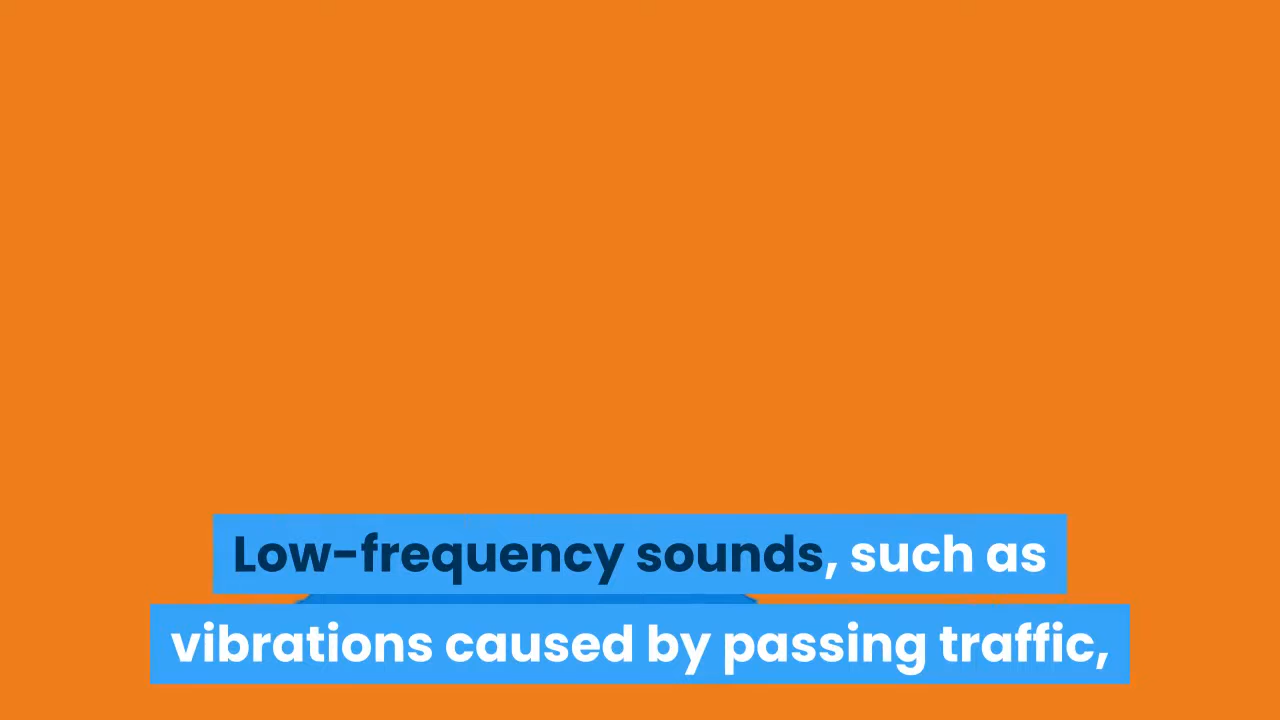 Low-frequency sounds, such as
vibrations caused by passing traffic,